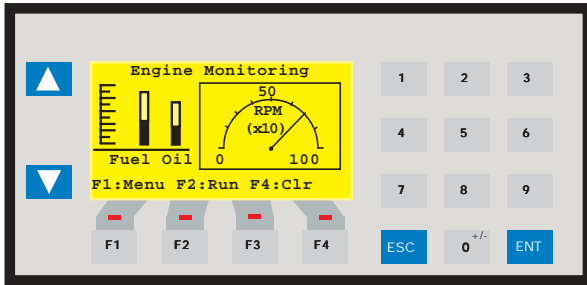 Engine Monitoring
50
RPM
(x10)
0 100
Fuel Oil
F1:Menu F2:Run F4:Clr
F1 F2 F3 F4
1 2 3
4 5 6
7 8 9
ESC 0 +/- ENT